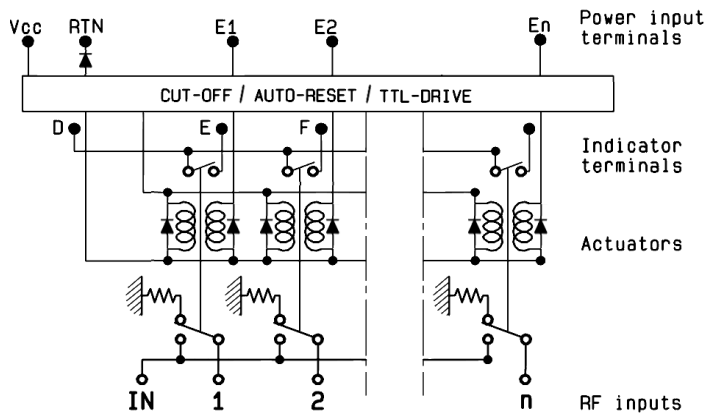 Vcc RTN E1 E2 En Power input
terminals
CUT-OFF / AUTO-RESET / TTL-DRIVE
D E F Indicator
terminals
Actuators
IN 1 2 n RF inputs